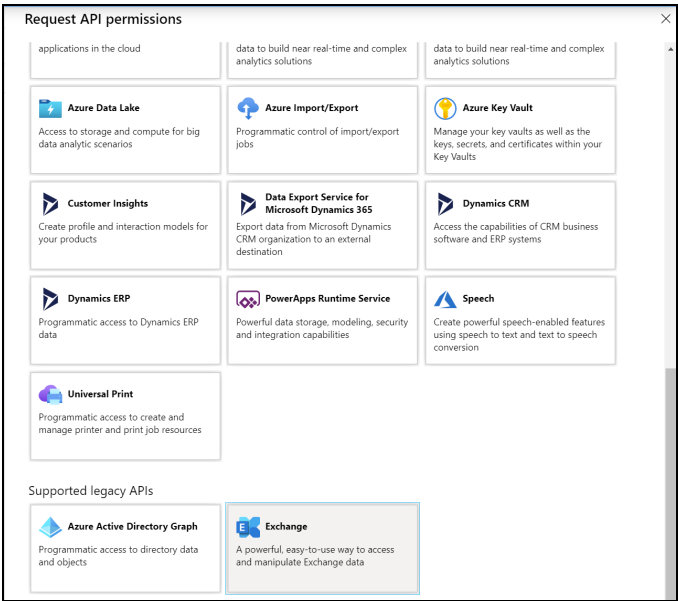 Request API permissions
applications in the cloud
data to build near real-time and complex
analytics solutions
data to build near real-time and complex
analytics solutions
Azure Data Lake
Access to storage and compute for big
data analytic scenarios
Azure Import/Export
Programmatic control of import/export
jobs
Azure Key Vault
Manage your key vaults as well as the
keys, secrets, and certificates within your
Key Vaults
Customer Insights
Create profile and interaction models for
your products
Data Export Service for
Microsoft Dynamics 365
Export data from Microsoft Dynamics
CRM organization to an external
destination
Dynamics CRM
Access the capabilities of CRM business
software and ERP systems
Dynamics ERP
Programmatic access to Dynamics ERP
data
PowerApps Runtime Service
Powerful data storage, modeling, security
and integration capabilities
Speech
Create powerful speech-enabled features
using speech to text and text to speech
conversion
Universal Print
Programmatic access to create and
manage printer and print job resources
Supported legacy APIs
Azure Active Directory Graph
Programmatic access to directory data
and objects
E
Exchange
A powerful, easy-to-use way to access
and manipulate Exchange data